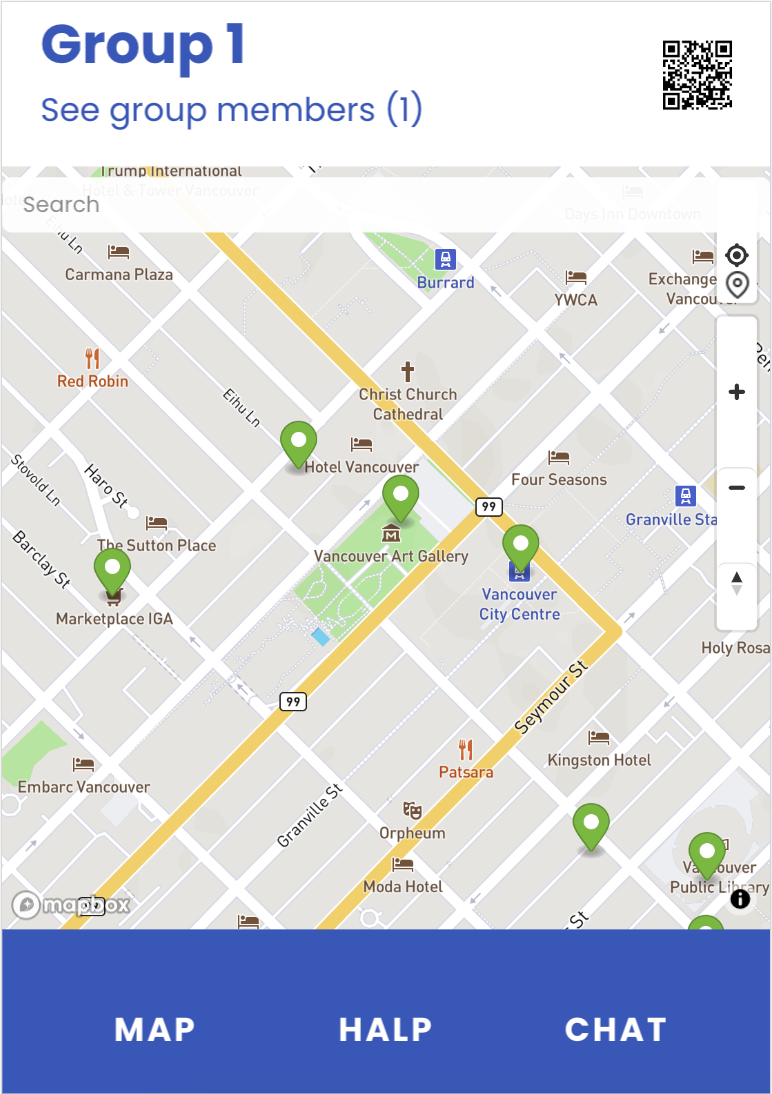 Group 1
See group members (1)
Trump International
Hotel & Tower Vancouver
Search
Days Inn Downtown
Carmana Plaza
Burrard
YWCA
Exchange
Vancouver
Red Robin
Christ Church
Cathedral
Eihu Ln
Hotel Vancouver
Four Seasons
Stovold Ln
Haro St
99
Granville Sta
The Sutton Place
Vancouver Art Gallery
Barclay St
Marketplace IGA
Vancouver
City Centre
Holy Rosa
99
Seymour St
Kingston Hotel
Patsara
Embarc Vancouver
Granville St
Orpheum
Moda Hotel
Vancouver
Public Library
mapbox
MAP
HALP
CHAT